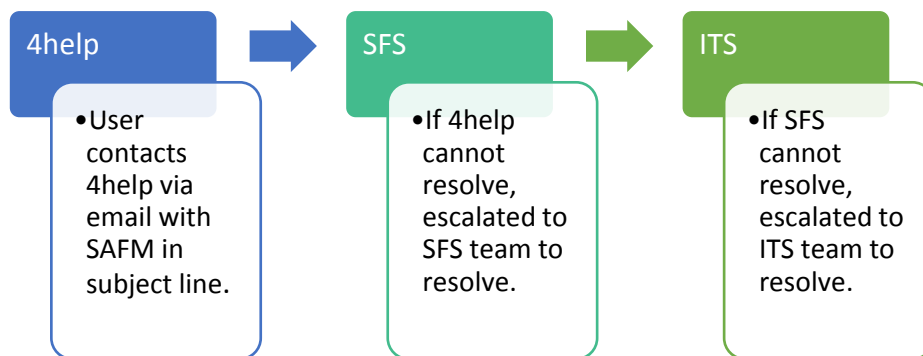 4help
•User
contacts
4help via
email with
SAFM in
subject line.
SFS
•If 4help
cannot
resolve,
escalated to
SFS team to
resolve.
ITS
•If SFS
cannot
resolve,
escalated to
ITS team to
resolve.